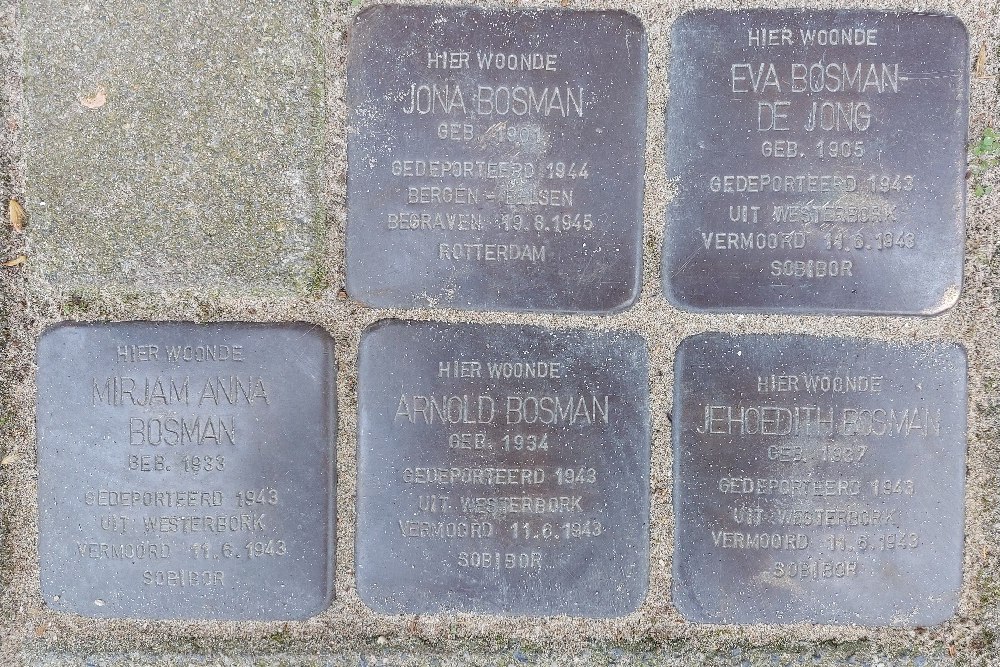 HIER WOONDE
JONA BOSMAN
GEB. 1901
GEDEPORTEERD 1944
BERGEN - BELSEN
BEGRAVEN 19.8.1945
ROTTERDAM
HIER WOONDE
EVA BOSMAN-
DE JONG
GEB. 1905
GEDEPORTEERD 1943
UIT WESTERBORK
VERMOORD 11.6.1943
SOBIBOR
HIER WOONDE
MIRJAM ANNA
BOSMAN
GEB. 1933
GEDEPORTEERD 1943
UIT WESTERBORK
VERMOORD 11.6.1943
SOBIBOR
HIER WOONDE
ARNOLD BOSMAN
GEB. 1934
GEDEPORTEERD 1943
UIT WESTERBORK
VERMOORD 11.6.1943
SOBIBOR
HIER WOONDE
JEHOEDITH BOSMAN
GEB. 1937
GEDEPORTEERD 1943
UIT WESTERBORK
VERMOORD 11.6.1943
SOBIBOR